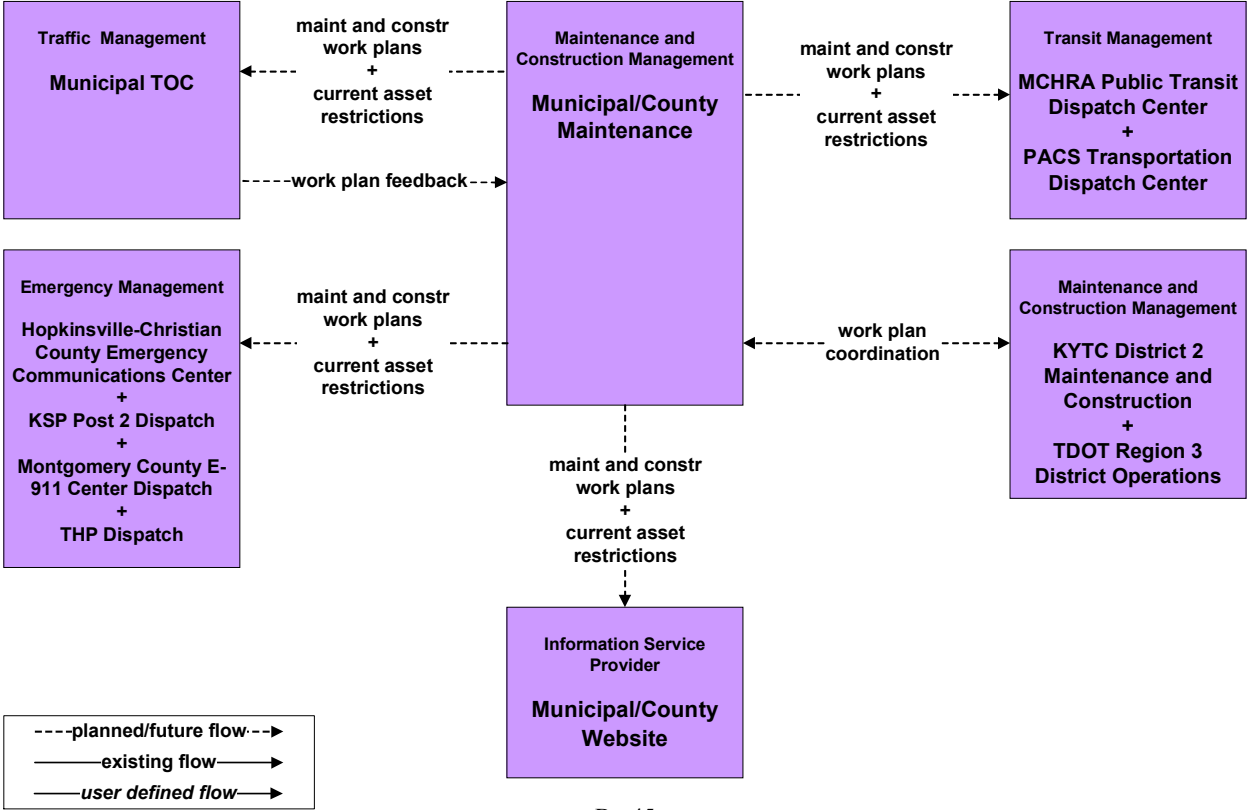 Traffic Management
Municipal TOC
maint and constr
work plans
+
current asset
restrictions
work plan feedback
Maintenance and
Construction Management
Municipal/County
Maintenance
maint and constr
work plans
+
current asset
restrictions
Transit Management
MCHRA Public Transit
Dispatch Center
+
PACS Transportation
Dispatch Center
Emergency Management
Hopkinsville-Christian
County Emergency
Communications Center
+
KSP Post 2 Dispatch
+
Montgomery County E-
911 Center Dispatch
+
THP Dispatch
maint and constr
work plans
+
current asset
restrictions
work plan
coordination
Maintenance and
Construction Management
KYTC District 2
Maintenance and
Construction
+
TDOT Region 3
District Operations
maint and constr
work plans
+
current asset
restrictions
Information Service
Provider
Municipal/County
Website
planned/future flow
existing flow
user defined flow